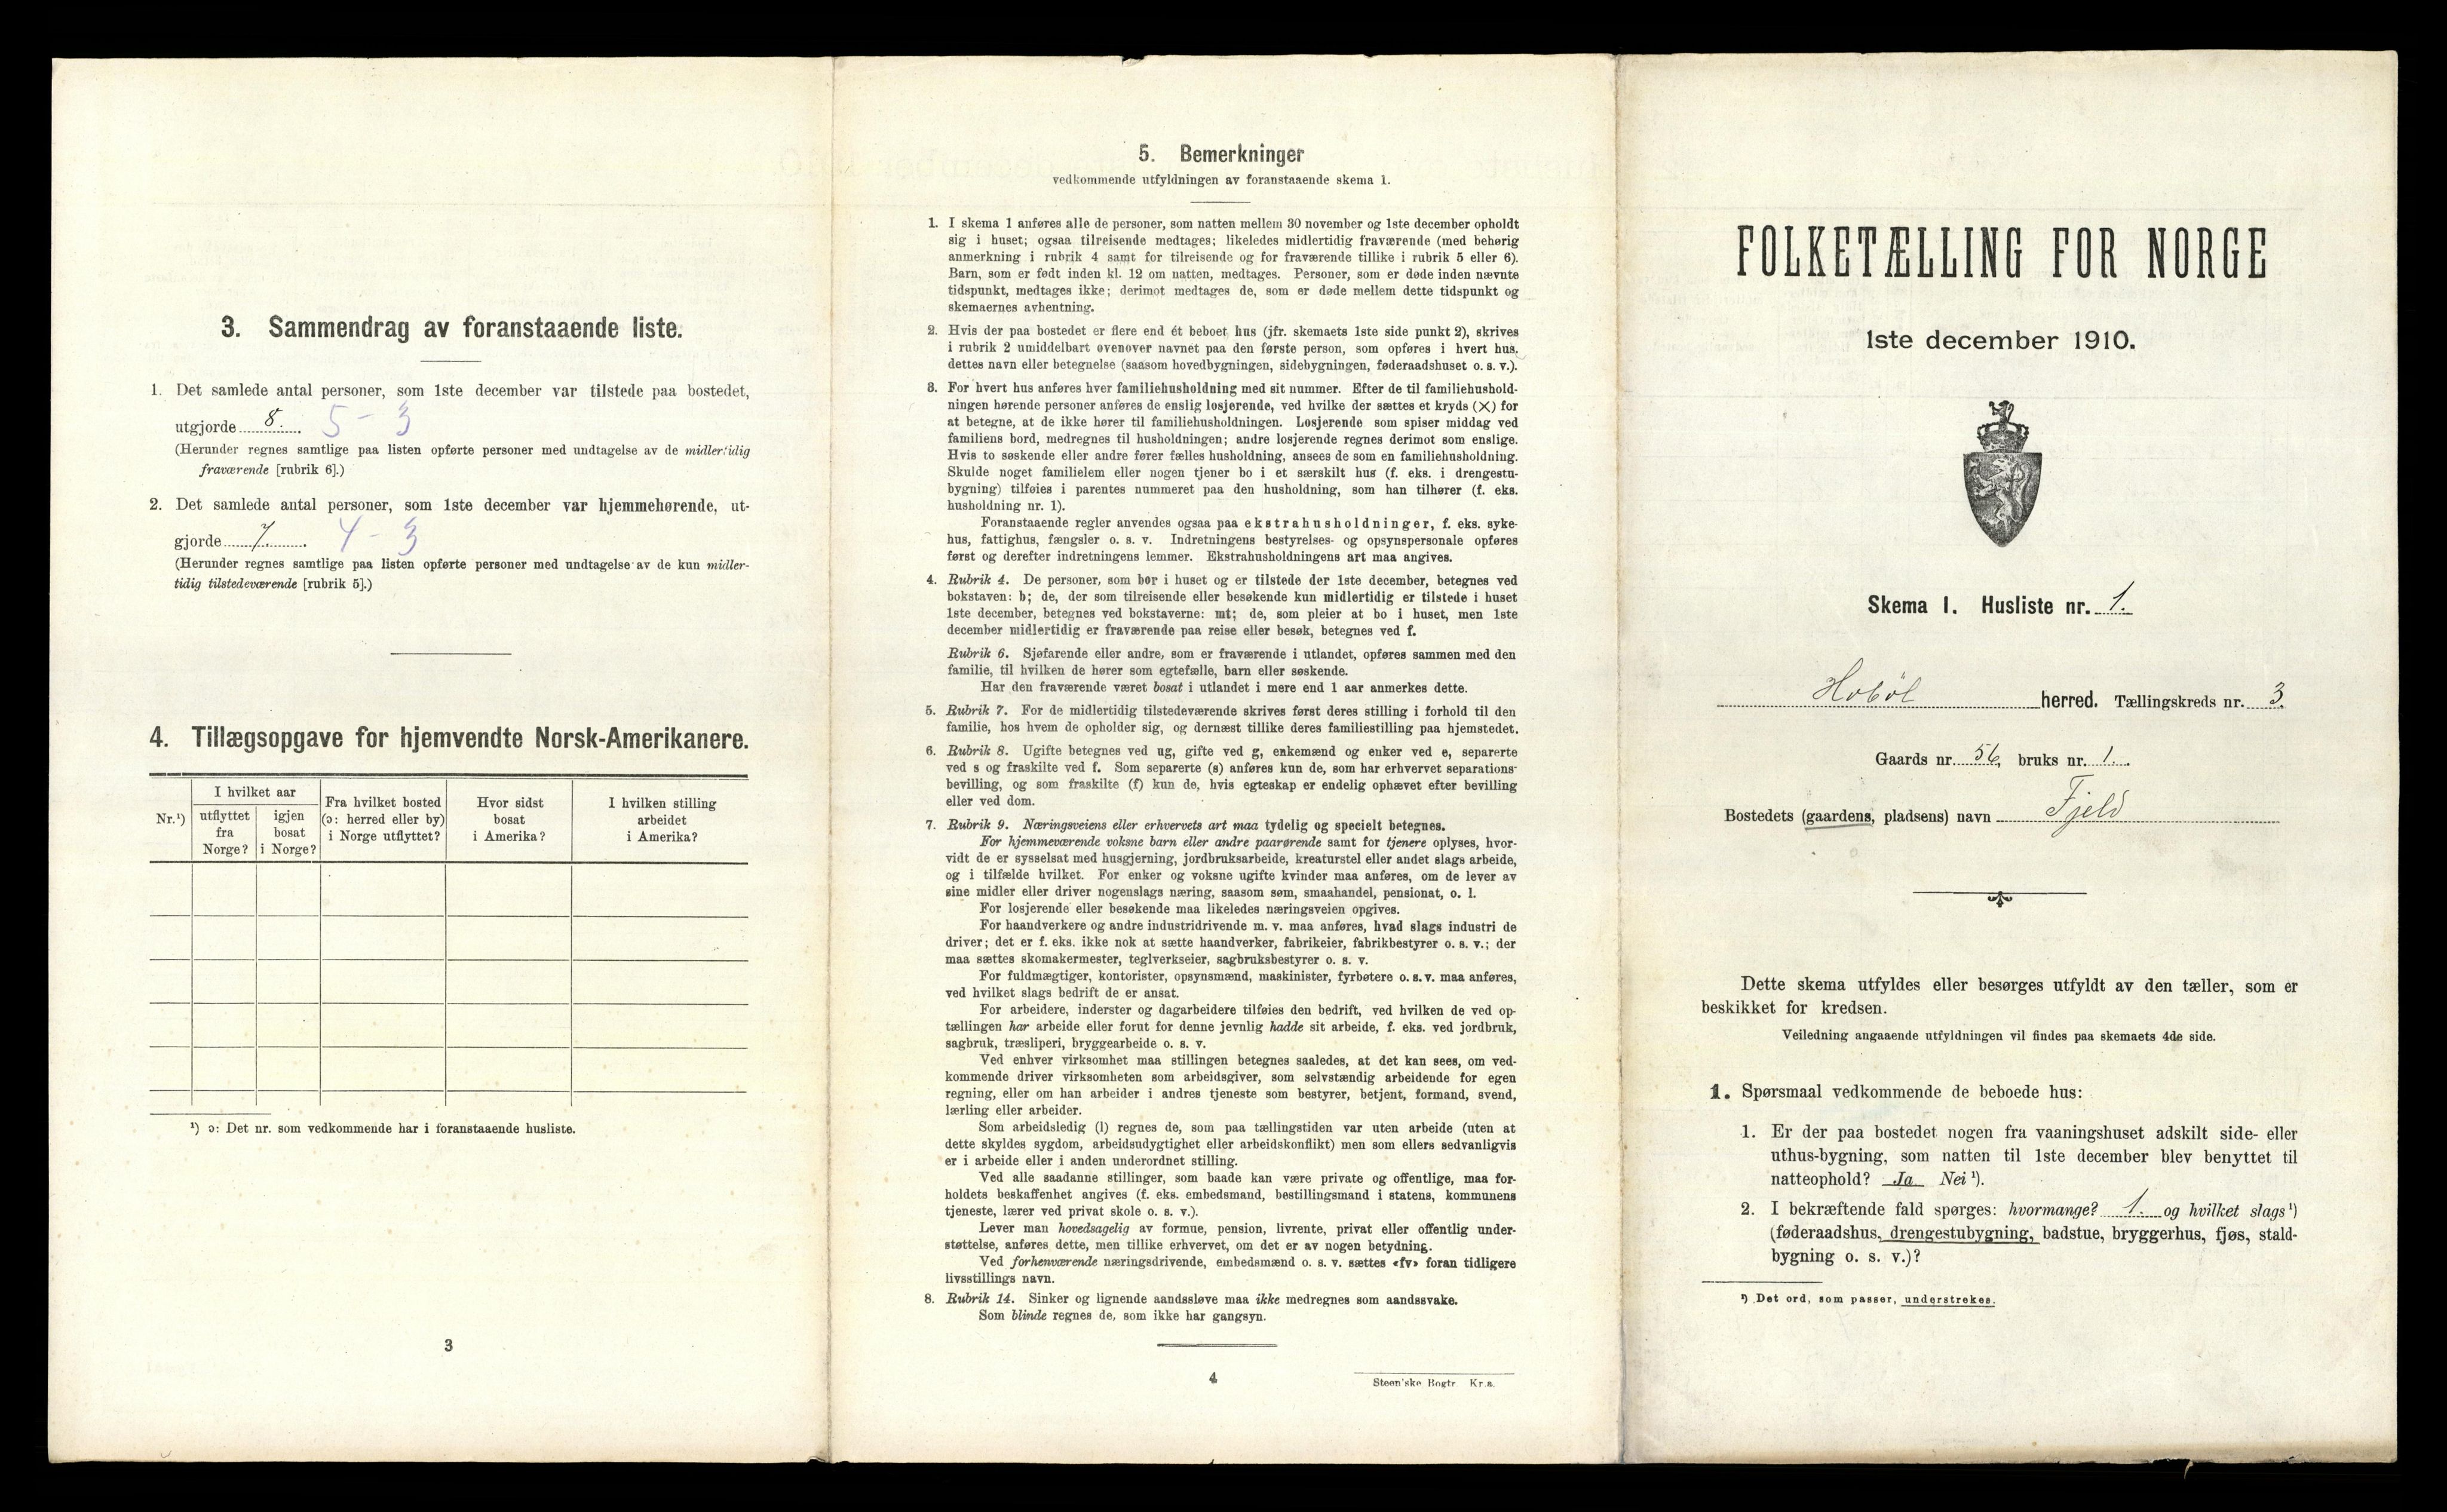 3. Sammendrag av foranstaaende liste.
1. Det samlede antal personer, som 1ste december var tilstede paa bostedet,
utgjorde 8. 5 - 3
(Herunder regnes samtlige paa listen opførte personer med undtagelse av de midlertidig
fraværende [rubrik 6].)
2. Det samlede antal personer, som 1ste december var hjemmehørende, ut-
gjorde 7. 4 - 3
(Herunder regnes samtlige paa listen opførte personer med undtagelse av de kun midler-
tidig tilstedeværende [rubrik 5].)
4. Tillægsopgave for hjemvendte Norsk-Amerikanere.
Nr.¹)
I hvilket aar
utflyttet
fra
Norge?
igjen
bosat
i Norge?
Fra hvilket bosted
(ɔ: herred eller by)
i Norge utflyttet?
Hvor sidst
bosat
i Amerika?
I hvilken stilling
arbeidet
i Amerika?
¹) ɔ: Det nr. som vedkommende har i foranstaaende husliste.
3
5. Bemerkninger
vedkommende utfyldningen av foranstaaende skema 1.
1. I skema 1 anføres alle de personer, som natten mellem 30 november og 1ste december opholdt
sig i huset; ogsaa tilreisende medtages; likeledes midlertidig fraværende (med behørig
anmerkning i rubrik 4 samt for tilreisende og for fraværende tillike i rubrik 5 eller 6).
Barn, som er født inden kl. 12 om natten, medtages. Personer, som er døde inden nævnte
tidspunkt, medtages ikke; derimot medtages de, som er døde mellem dette tidspunkt og
skemaernes avhentning.
2. Hvis der paa bostedet er flere end ét beboet hus (jfr. skemaets 1ste side punkt 2), skrives
i rubrik 2 umiddelbart ovenover navnet paa den første person, som opføres i hvert hus,
dettes navn eller betegnelse (saasom hovedbygningen, sidebygningen, føderaadshuset o. s. v.).
3. For hvert hus anføres hver familiehusholdning med sit nummer. Efter de til familiehushold-
ningen hørende personer anføres de enslig losjerende, ved hvilke der sættes et kryds (×) for
at betegne, at de ikke hører til familiehusholdningen. Losjerende som spiser middag ved
familiens bord, medregnes til husholdningen; andre losjerende regnes derimot som enslige.
Hvis to søskende eller andre fører fælles husholdning, ansees de som en familiehusholdning.
Skulde noget familielem eller nogen tjener bo i et særskilt hus (f. eks. i drengestu-
bygning) tilføies i parentes nummeret paa den husholdning, som han tilhører (f. eks.
husholdning nr. 1).
Foranstaaende regler anvendes ogsaa paa ekstrahusholdninger, f. eks. syke-
hus, fattighus, fængsler o. s. v. Indretningens bestyrelses- og opsynspersonale opføres
først og derefter indretningens lemmer. Ekstrahusholdningens art maa angives.
4. Rubrik 4. De personer, som bor i huset og er tilstede der 1ste december, betegnes ved
bokstaven: b; de, der som tilreisende eller besøkende kun midlertidig er tilstede i huset
1ste december, betegnes ved bokstaverne: mt; de, som pleier at bo i huset, men 1ste
december midlertidig er fraværende paa reise eller besøk, betegnes ved f.
Rubrik 6. Sjøfarende eller andre, som er fraværende i utlandet, opføres sammen med den
familie, til hvilken de hører som egtefælle, barn eller søskende.
Har den fraværende været bosat i utlandet i mere end 1 aar anmerkes dette.
5. Rubrik 7. For de midlertidig tilstedeværende skrives først deres stilling i forhold til den
familie, hos hvem de opholder sig, og dernæst tillike deres familiestilling paa hjemstedet.
6. Rubrik 8. Ugifte betegnes ved ug, gifte ved g, enkemænd og enker ved e, separerte
ved s og fraskilte ved f. Som separerte (s) anføres kun de, som har erhvervet separations-
bevilling, og som fraskilte (f) kun de, hvis egteskap er endelig ophævet efter bevilling
eller ved dom.
7. Rubrik 9. Næringsveiens eller erhvervets art maa tydelig og specielt betegnes.
For hjemmeværende voksne barn eller andre paarørende samt for tjenere oplyses, hvor-
vidt de er sysselsat med husgjerning, jordbruksarbeide, kreaturstel eller andet slags arbeide,
og i tilfælde hvilket. For enker og voksne ugifte kvinder maa anføres, om de lever av
sine midler eller driver nogenslags næring, saasom søm, smaahandel, pensionat, o. l.
For losjerende eller besøkende maa likeledes næringsveien opgives.
For haandverkere og andre industridrivende m. v. maa anføres, hvad slags industri de
driver; det er f. eks. ikke nok at sætte haandverker, fabrikeier, fabrikbestyrer o. s. v.; der
maa sættes skomakermester, teglverkseier, sagbruksbestyrer o. s. v.
For fuldmægtiger, kontorister, opsynsmænd, maskinister, fyrbøtere o. s. v. maa anføres,
ved hvilket slags bedrift de er ansat.
For arbeidere, inderster og dagarbeidere tilføies den bedrift, ved hvilken de ved op-
tællingen har arbeide eller forut for denne jevnlig hadde sit arbeide, f. eks. ved jordbruk,
sagbruk, træsliperi, bryggearbeide o. s. v.
Ved enhver virksomhet maa stillingen betegnes saaledes, at det kan sees, om ved-
kommende driver virksomheten som arbeidsgiver, som selvstændig arbeidende for egen
regning, eller om han arbeider i andres tjeneste som bestyrer, betjent, formand, svend,
lærling eller arbeider.
Som arbeidsledig (l) regnes de, som paa tællingstiden var uten arbeide (uten at
dette skyldes sygdom, arbeidsudygtighet eller arbeidskonflikt) men som ellers sedvanligvis
er i arbeide eller i anden underordnet stilling.
Ved alle saadanne stillinger, som baade kan være private og offentlige, maa for-
holdets beskaffenhet angives (f. eks. embedsmand, bestillingsmand i statens, kommunens
tjeneste, lærer ved privat skole o. s. v.).
Lever man hovedsagelig av formue, pension, livrente, privat eller offentlig under-
støttelse, anføres dette, men tillike erhvervet, om det er av nogen betydning.
Ved forhenværende næringsdrivende, embedsmænd o. s. v. sættes «fv» foran tidligere
livsstillings navn.
8. Rubrik 14. Sinker og lignende aandssløve maa ikke medregnes som aandssvake.
Som blinde regnes de, som ikke har gangsyn.
4
Steen'ske Bogtr. Kr.a.
FOLKETÆLLING FOR NORGE
1ste december 1910.
Skema I. Husliste nr. 1.
Hobøl herred. Tællingskreds nr. 3.
Gaards nr. 56, bruks nr. 1.
Bostedets (gaardens, pladsens) navn Fjeld
Dette skema utfyldes eller besørges utfyldt av den tæller, som er
beskikket for kredsen.
Veiledning angaaende utfyldningen vil findes paa skemaets 4de side.
1. Spørsmaal vedkommende de beboede hus:
1. Er der paa bostedet nogen fra vaaningshuset adskilt side- eller
uthus-bygning, som natten til 1ste december blev benyttet til
natteophold? Ja Nei ¹).
2. I bekræftende fald spørges: hvormange? 1. og hvilket slags ¹)
(føderaadshus, drengestubygning, badstue, bryggerhus, fjøs, stald-
bygning o. s. v.)?
¹) Det ord, som passer, understrekes.